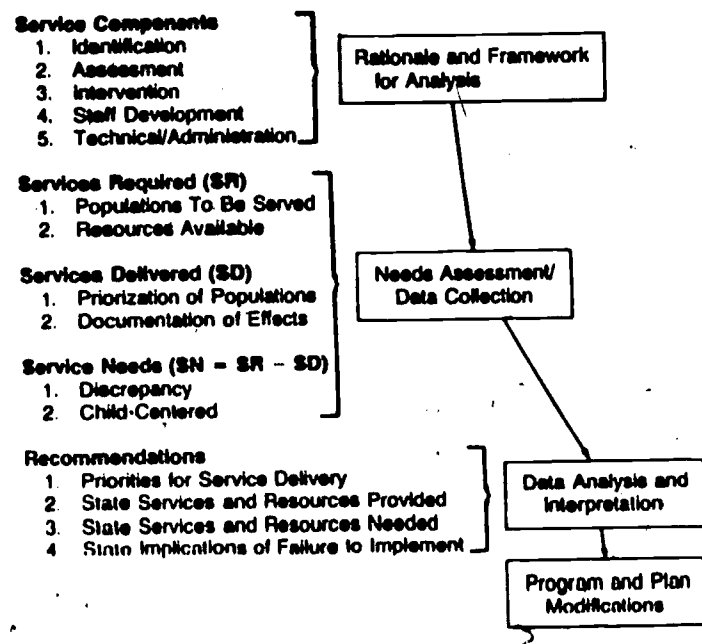 Service Components
1. Identification
2. Assessment
3. Intervention
4. Staff Development
5. Technical/Administration
Rationale and Framework
for Analysis
Services Required (SR)
1. Populations To Be Served
2. Resources Available
Services Delivered (SD)
1. Priorization of Populations
2. Documentation of Effects
Service Needs (SN = SR - SD)
1. Discrepancy
2. Child-Centered
Needs Assessment/
Data Collection
Recommendations
1. Priorities for Service Delivery
2. State Services and Resources Provided
3. State Services and Resources Needed
4 State Implications of Failure to Implement
Data Analysis and
Interpretation
Program and Plan
Modifications